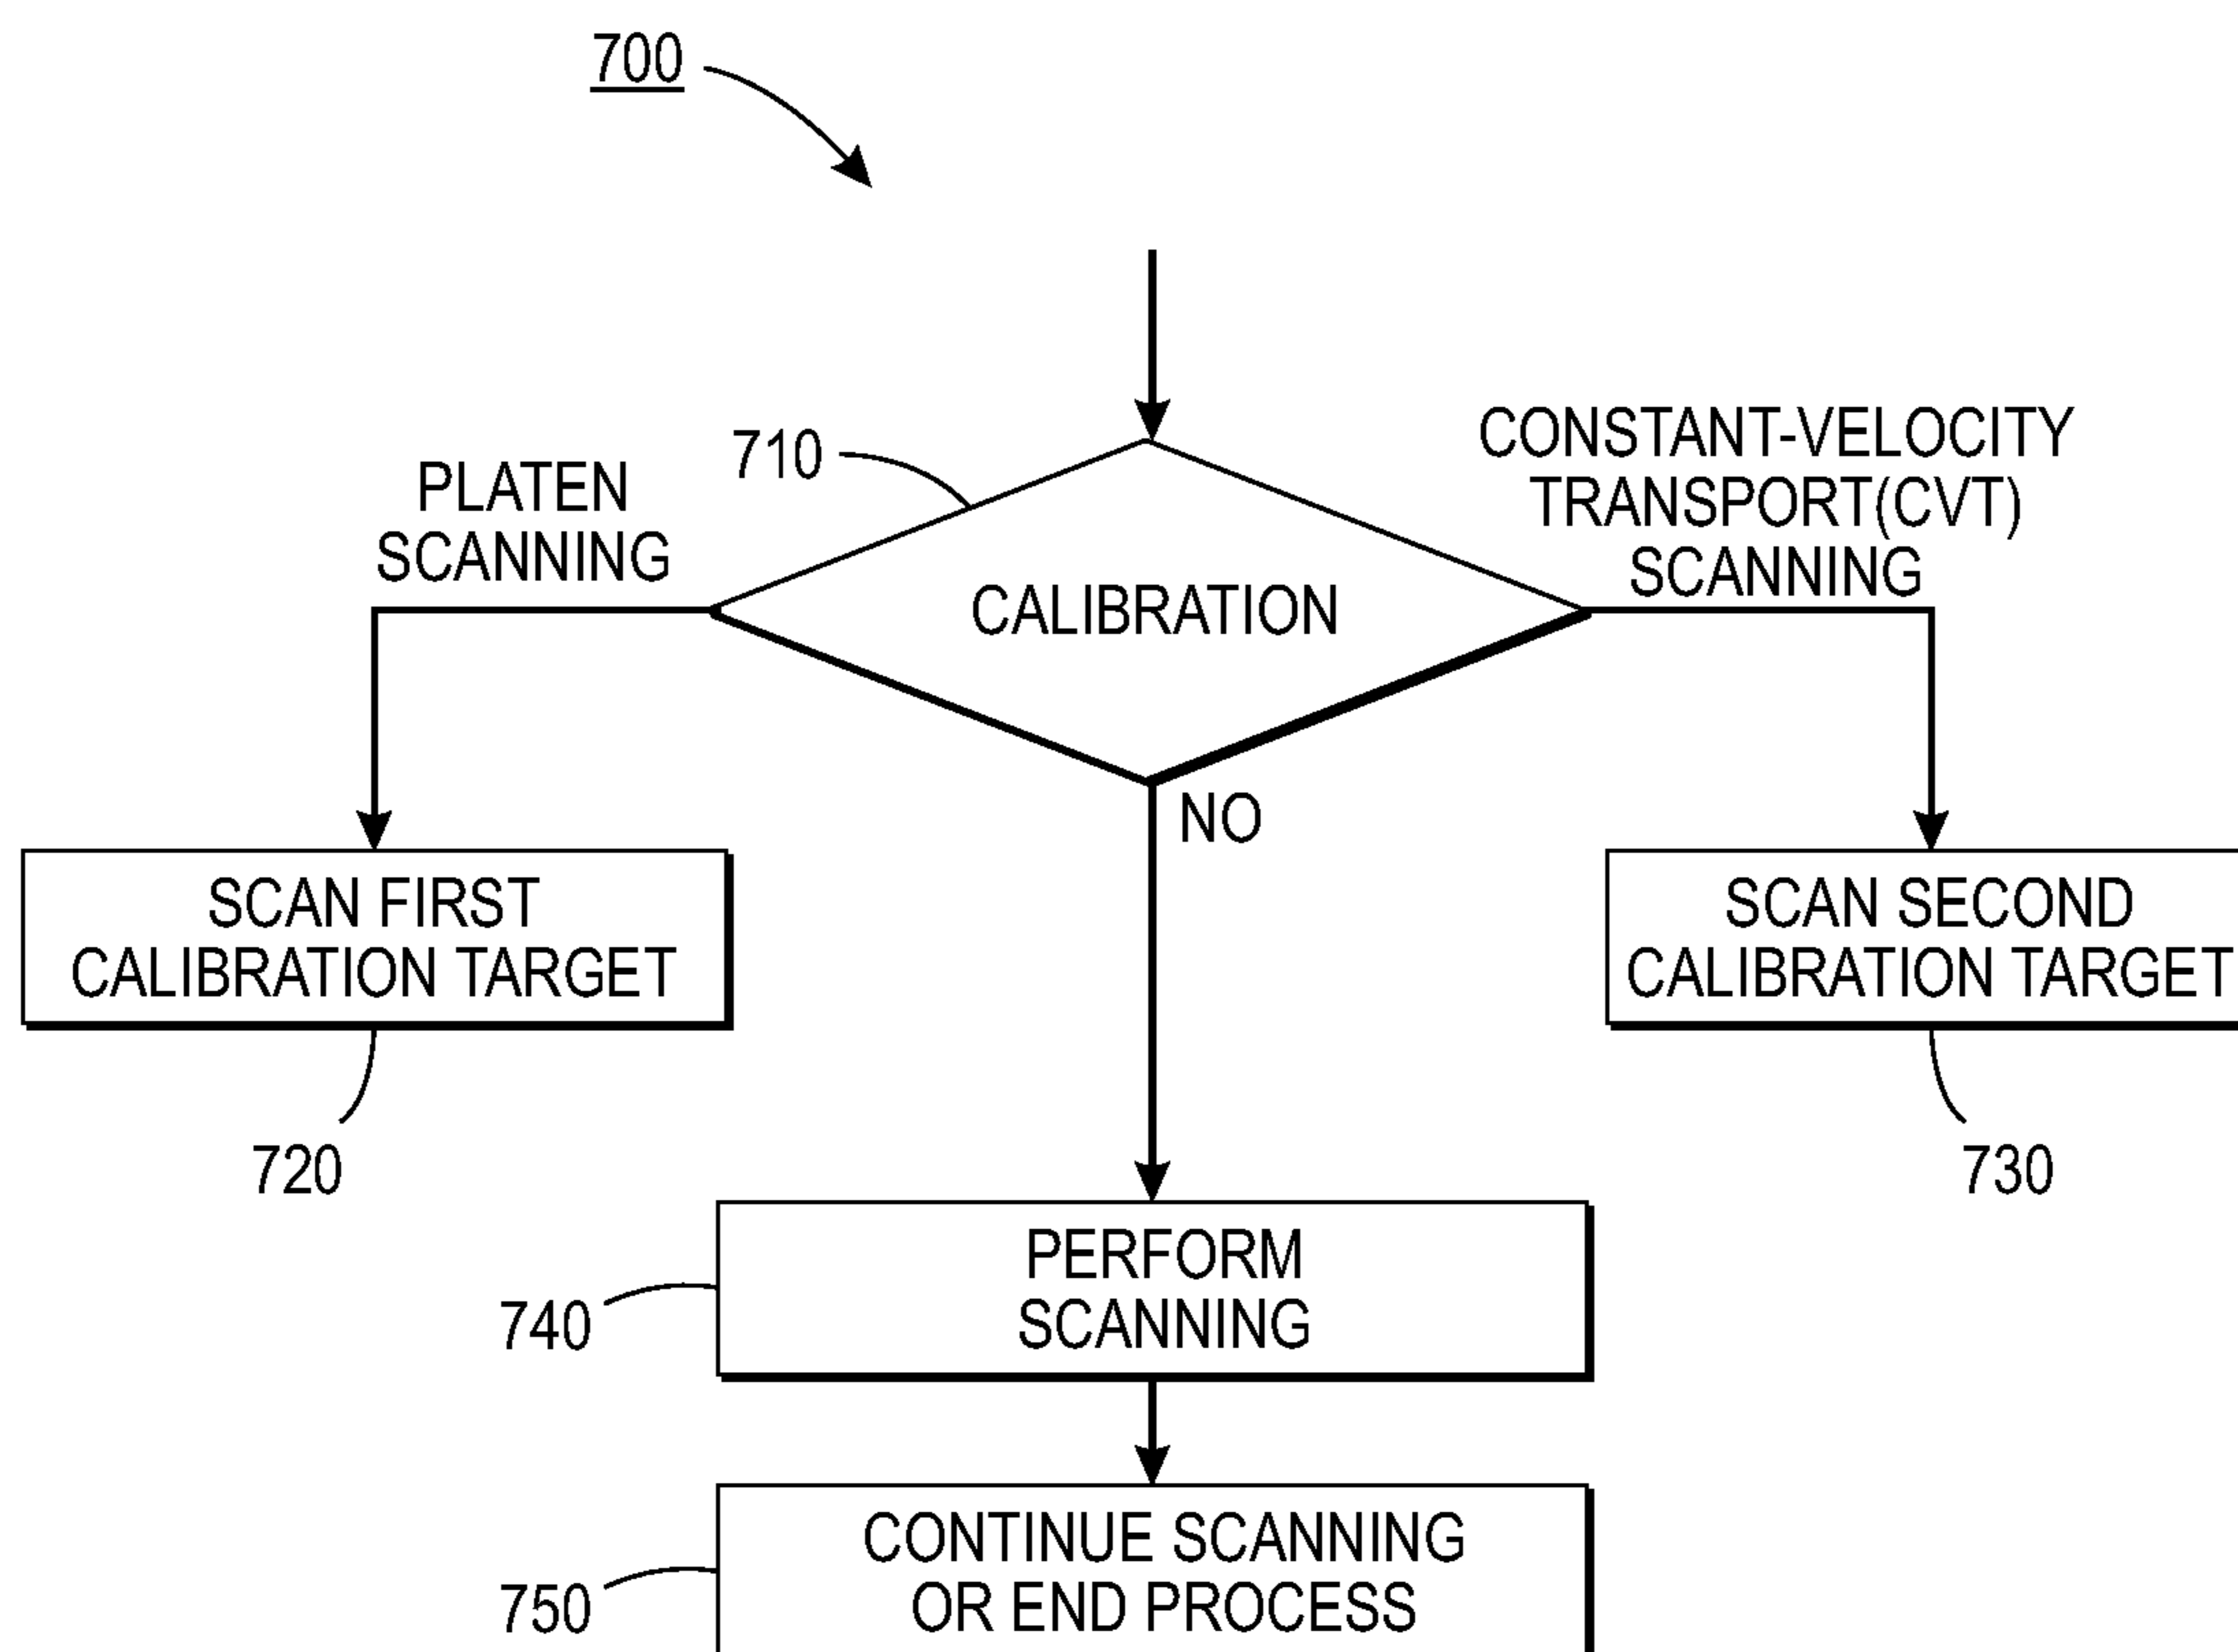 700
710
PLATEN
SCANNING
CONSTANT-VELOCITY
TRANSPORT(CVT)
SCANNING
CALIBRATION
NO
SCAN FIRST
CALIBRATION TARGET
SCAN SECOND
CALIBRATION TARGET
720
730
PERFORM
SCANNING
740
CONTINUE SCANNING
OR END PROCESS
750